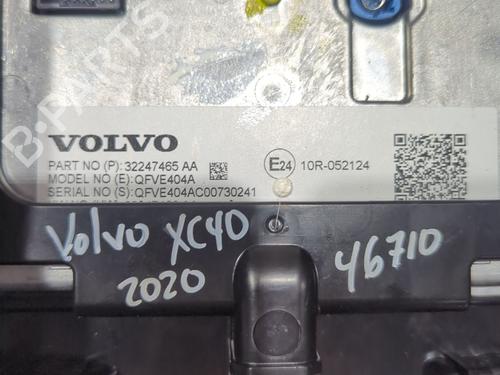 VOLVO
PART NO (P): 32247465 AA
MODEL NO (E): QFVE404A
SERIAL NO (S): QFVE404AC00730241
E24 10R-052124
Volvo XC40
2020
46710
B-PARTS